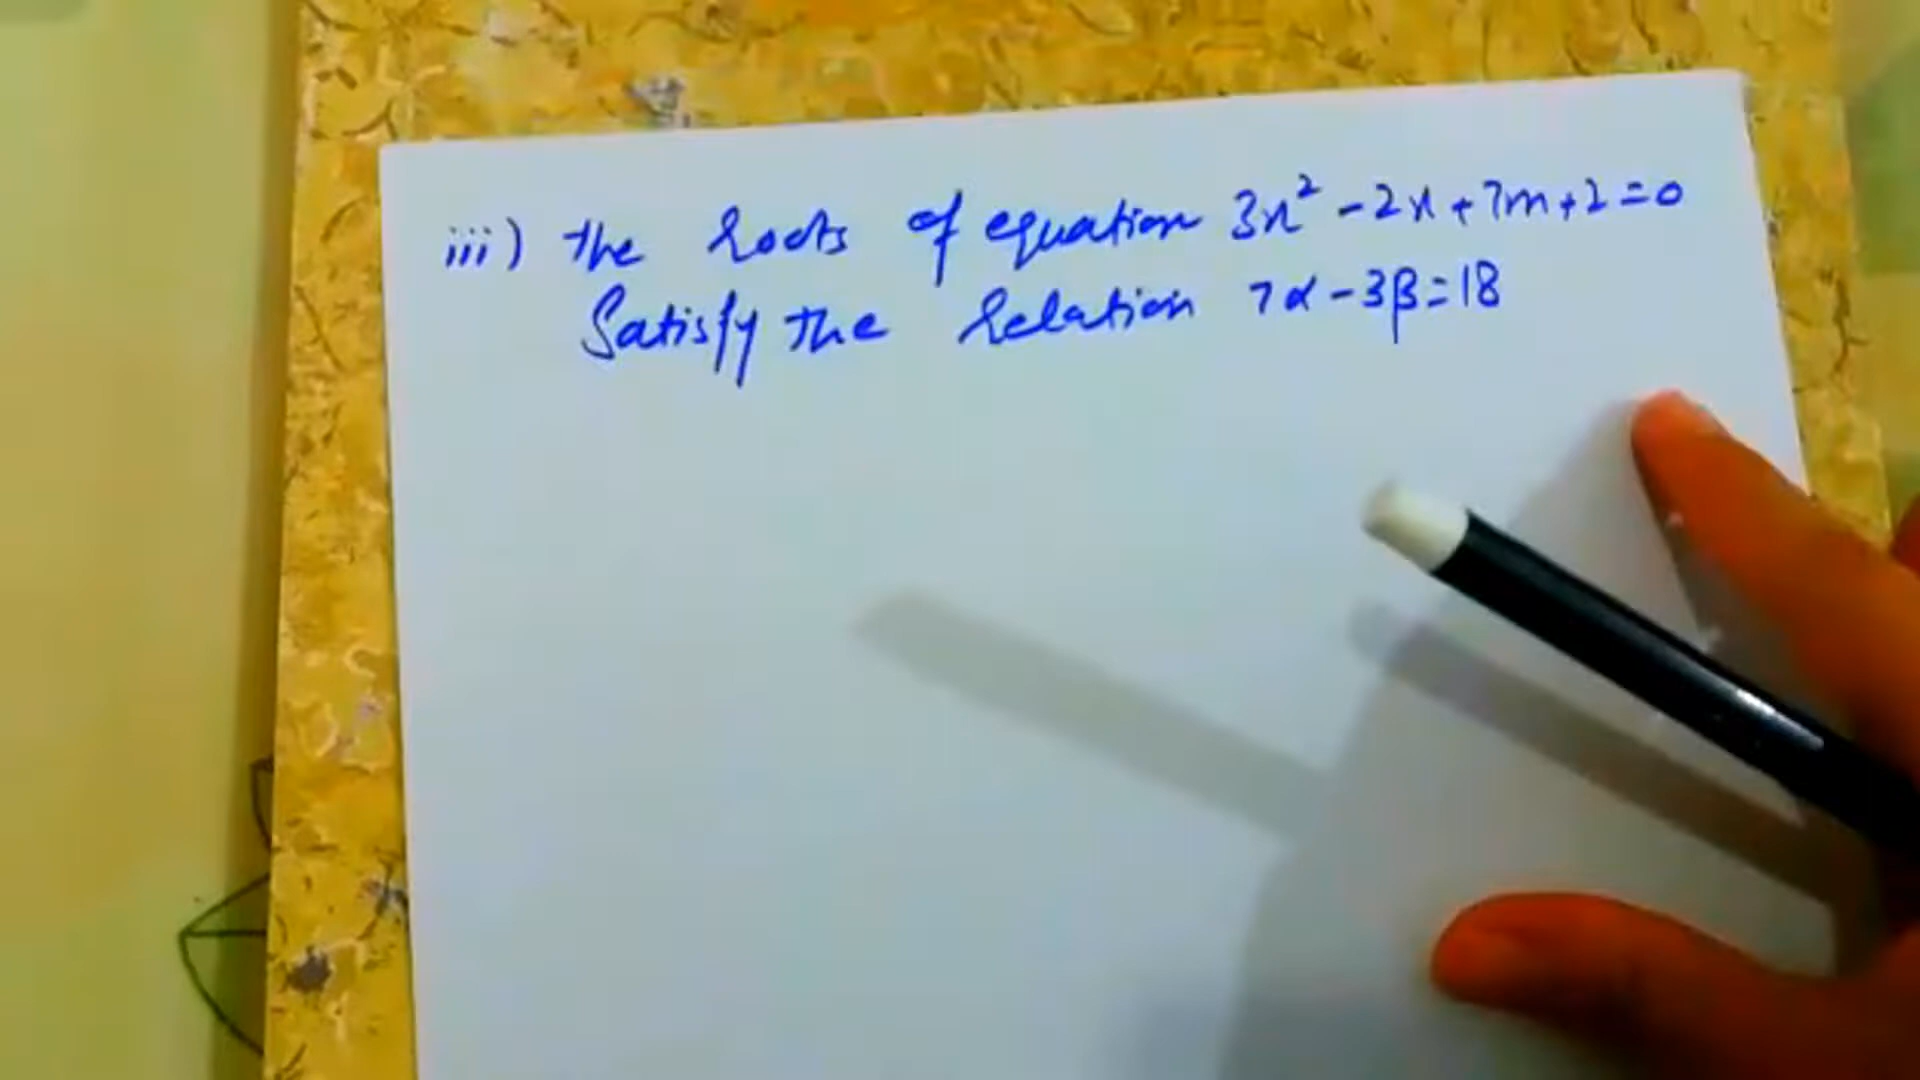 iii) the Roots of equation 3x² - 2x + 7m + 2 = 0
Satisfy the Relation 7α - 3β = 18